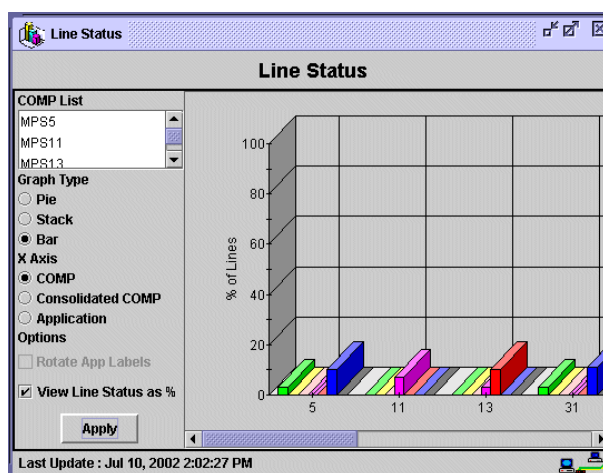 Line Status
Line Status
COMP List
MPS5
MPS11
MPS13
Graph Type
Pie
Stack
Bar
X Axis
COMP
Consolidated COMP
Application
Options
Rotate App Labels
View Line Status as %
Apply
% of Lines
100
80
60
40
20
0
5
11
13
31
Last Update : Jul 10, 2002 2:02:27 PM